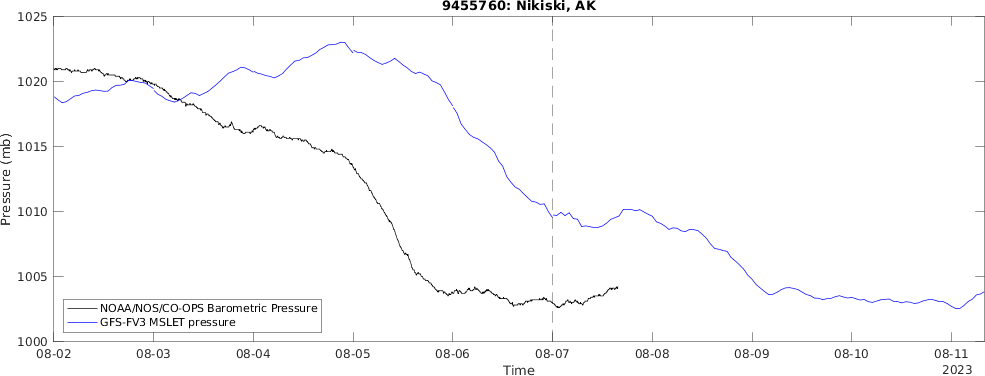 9455760: Nikiski, AK
Pressure (mb)
1025
1020
1015
1010
1005
1000
NOAA/NOS/CO-OPS Barometric Pressure
GFS-FV3 MSLET pressure
08-02 08-03 08-04 08-05 08-06 08-07 08-08 08-09 08-10 08-11
Time
2023